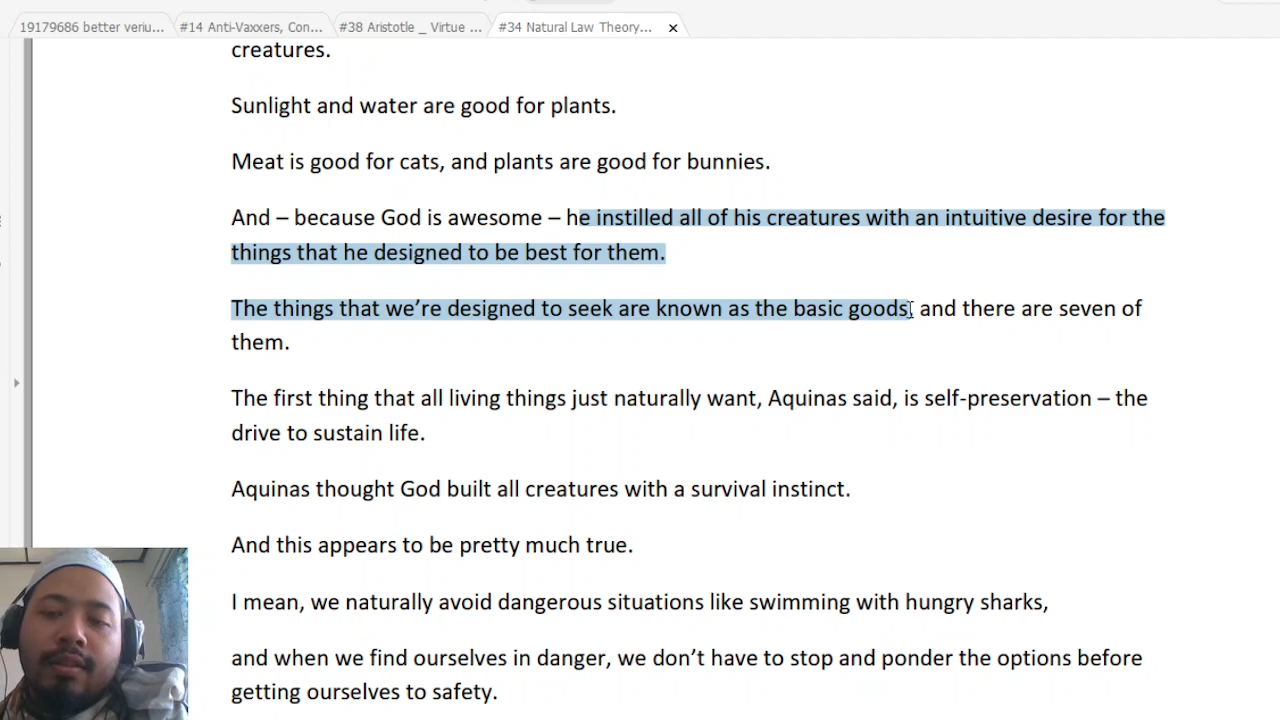 19179686 better veriu... #14 Anti-Vaxxers, Con... #38 Aristotle _ Virtue ... #34 Natural Law Theory... ×
creatures.
Sunlight and water are good for plants.
Meat is good for cats, and plants are good for bunnies.
And – because God is awesome – he instilled all of his creatures with an intuitive desire for the
things that he designed to be best for them.
The things that we’re designed to seek are known as the basic goods, and there are seven of
them.
The first thing that all living things just naturally want, Aquinas said, is self-preservation – the
drive to sustain life.
Aquinas thought God built all creatures with a survival instinct.
And this appears to be pretty much true.
I mean, we naturally avoid dangerous situations like swimming with hungry sharks,
and when we find ourselves in danger, we don’t have to stop and ponder the options before
getting ourselves to safety.